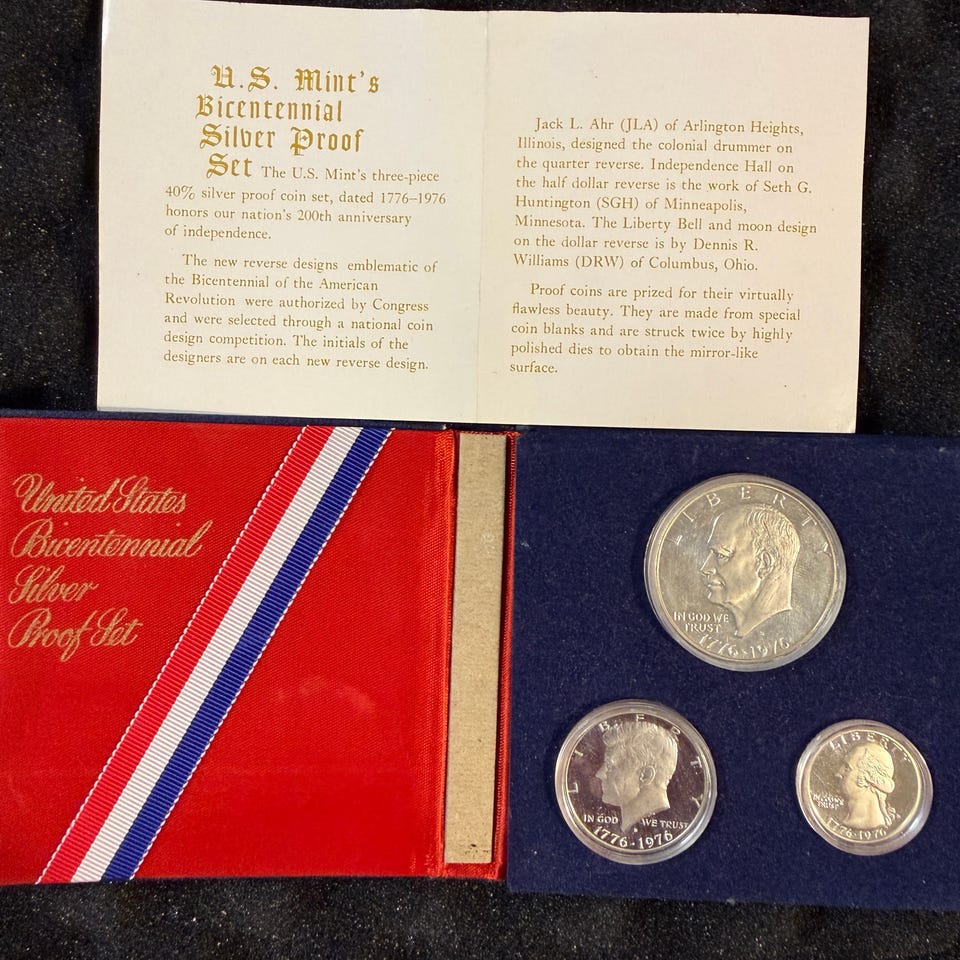 U.S. Mint's
Bicentennial
Silver Proof
Set The U.S. Mint's three-piece
40% silver proof coin set, dated 1776–1976
honors our nation's 200th anniversary
of independence.
The new reverse designs emblematic of
the Bicentennial of the American
Revolution were authorized by Congress
and were selected through a national coin
design competition. The initials of the
designers are on each new reverse design.
Jack L. Ahr (JLA) of Arlington Heights,
Illinois, designed the colonial drummer on
the quarter reverse. Independence Hall on
the half dollar reverse is the work of Seth G.
Huntington (SGH) of Minneapolis,
Minnesota. The Liberty Bell and moon design
on the dollar reverse is by Dennis R.
Williams (DRW) of Columbus, Ohio.
Proof coins are prized for their virtually
flawless beauty. They are made from special
coin blanks and are struck twice by highly
polished dies to obtain the mirror-like
surface.
United States
Bicentennial
Silver
Proof Set
LIBERTY
IN GOD WE
TRUST
1776·1976
LIBERTY
IN GOD WE TRUST
1776·1976
LIBERTY
IN GOD WE
TRUST
1776·1976